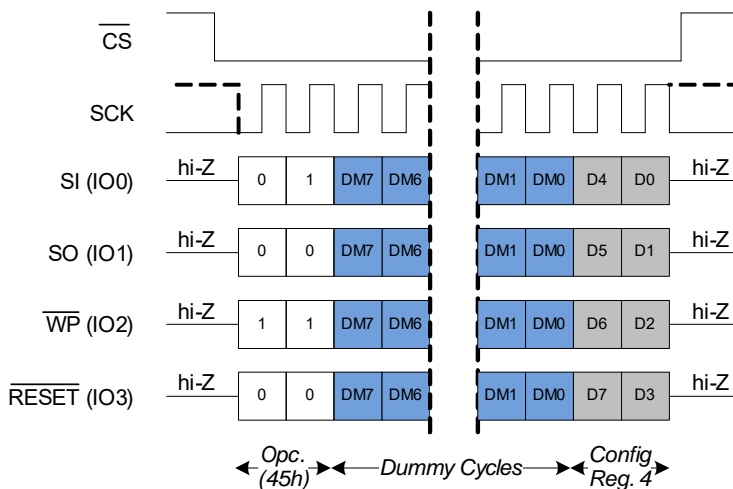 CS
SCK
SI (IO0) hi-Z 0 1 DM7 DM6 DM1 DM0 D4 D0 hi-Z
SO (IO1) hi-Z 0 0 DM7 DM6 DM1 DM0 D5 D1 hi-Z
WP (IO2) hi-Z 1 1 DM7 DM6 DM1 DM0 D6 D2 hi-Z
RESET (IO3) hi-Z 0 0 DM7 DM6 DM1 DM0 D7 D3 hi-Z
Opc. Config
(45h) Dummy Cycles Reg. 4